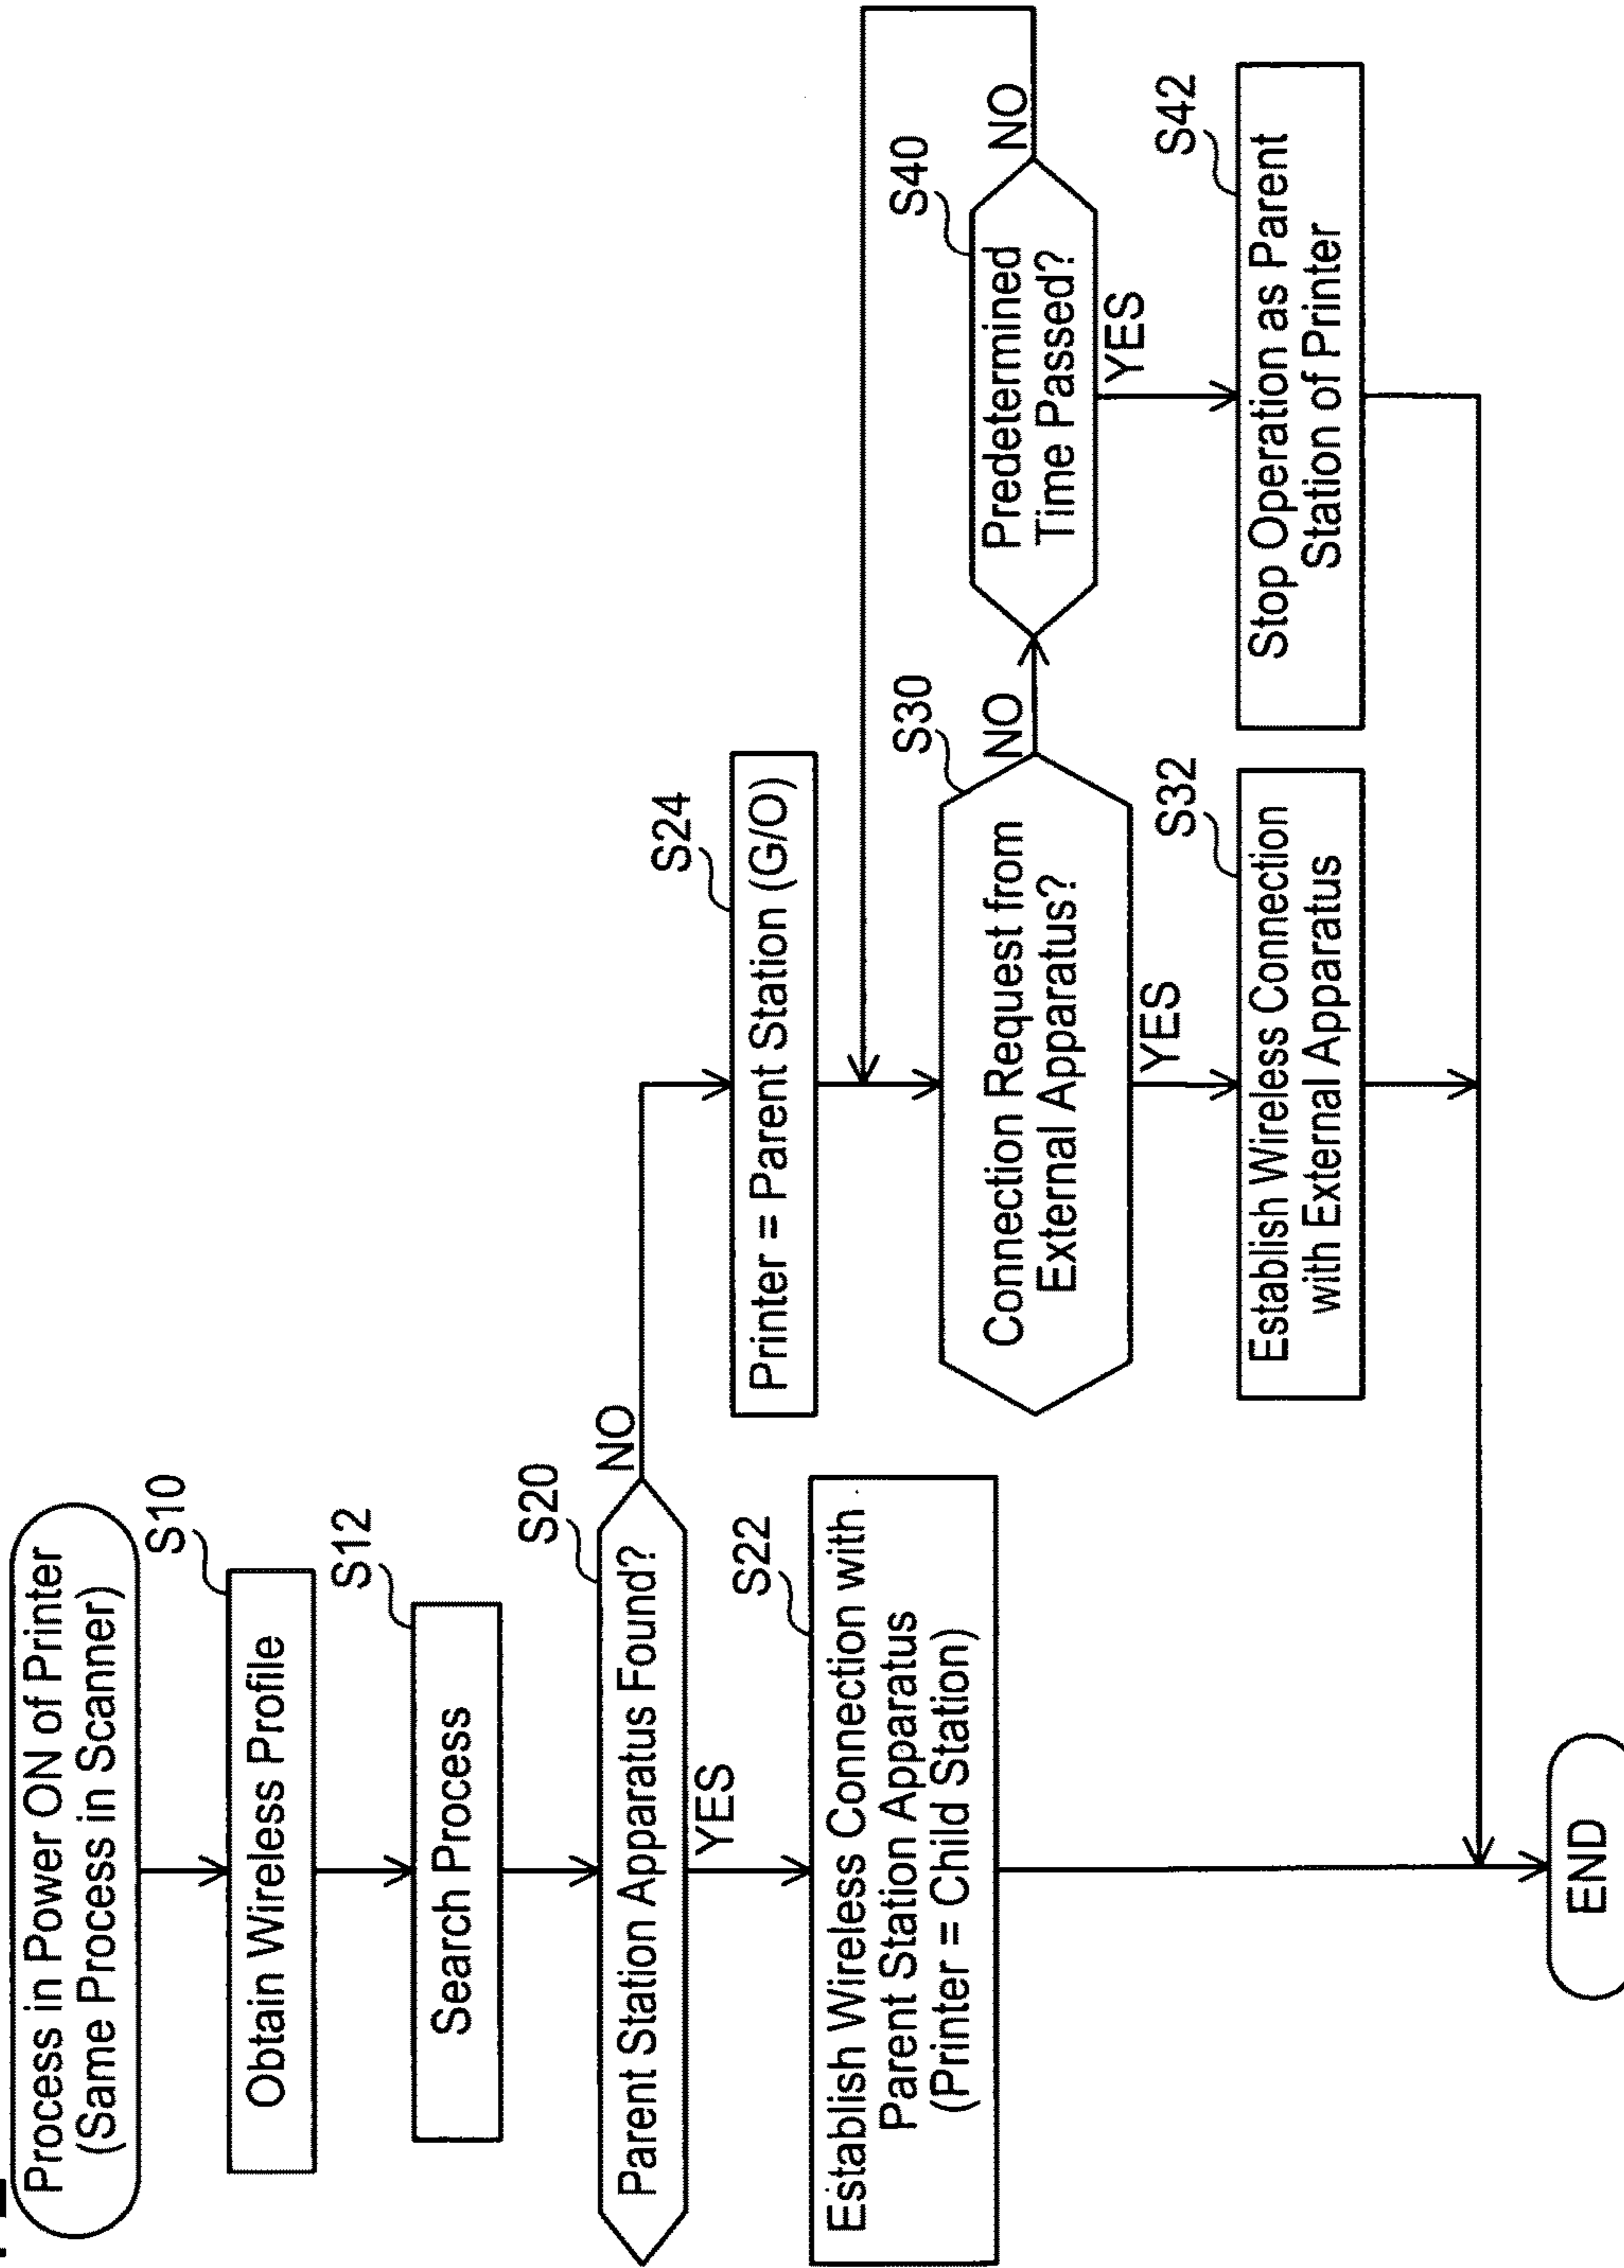 Process in Power ON of Printer
(Same Process in Scanner)
S10
Obtain Wireless Profile
S12
Search Process
S20
Parent Station Apparatus Found?
NO
YES
S22
Establish Wireless Connection with
Parent Station Apparatus
(Printer = Child Station)
S24
Printer = Parent Station (G/O)
S30
Connection Request from
External Apparatus?
NO
YES
S32
Establish Wireless Connection
with External Apparatus
S40
Predetermined
Time Passed?
NO
YES
S42
Stop Operation as Parent
Station of Printer
END